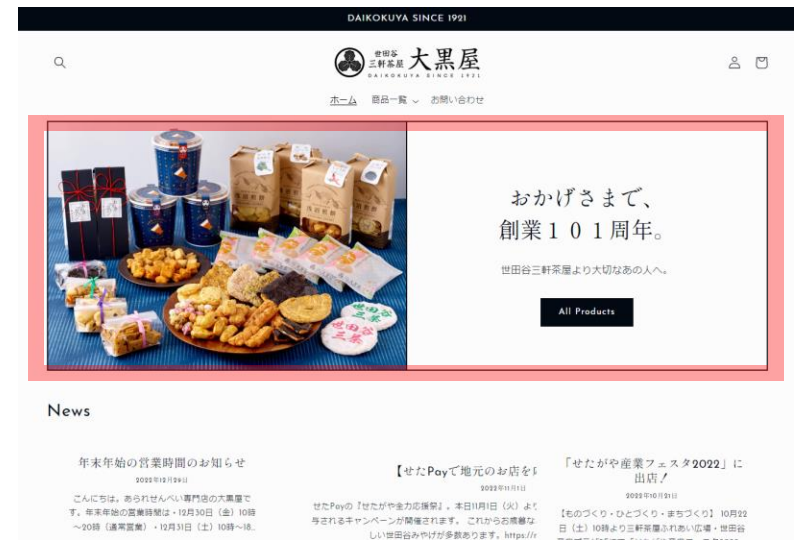 DAIKOKUYA SINCE 1921
世田谷
三軒茶屋 大黒屋
DAIKOKUYA SINCE 1921
ホーム 商品一覧 お問い合わせ
おかげさまで、
創業101周年。
世田谷三軒茶屋より大切なあの人へ。
All Products
世田谷
三茶
News
年末年始の営業時間のお知らせ
2022年12月29日
こんにちは。あられせんべい専門店の大黒屋で
す。年末年始の営業時間は・12月30日（金）10時
～20時（通常営業）・12月31日（土）10時～18...
【せたPayで地元のお店を
2022年11月1日
せたPayの『せたがや全力応援祭』。本日11月1日（火）より
与されるキャンペーンが開催されます。 これからお歳暮な
しい世田谷みやげが多数あります。https://r
「せたがや産業フェスタ2022」に
出店！
2022年10月21日
【ものづくり・ひとづくり・まちづくり】 10月22
日（土）10時より三軒茶屋ふれあい広場・世田谷